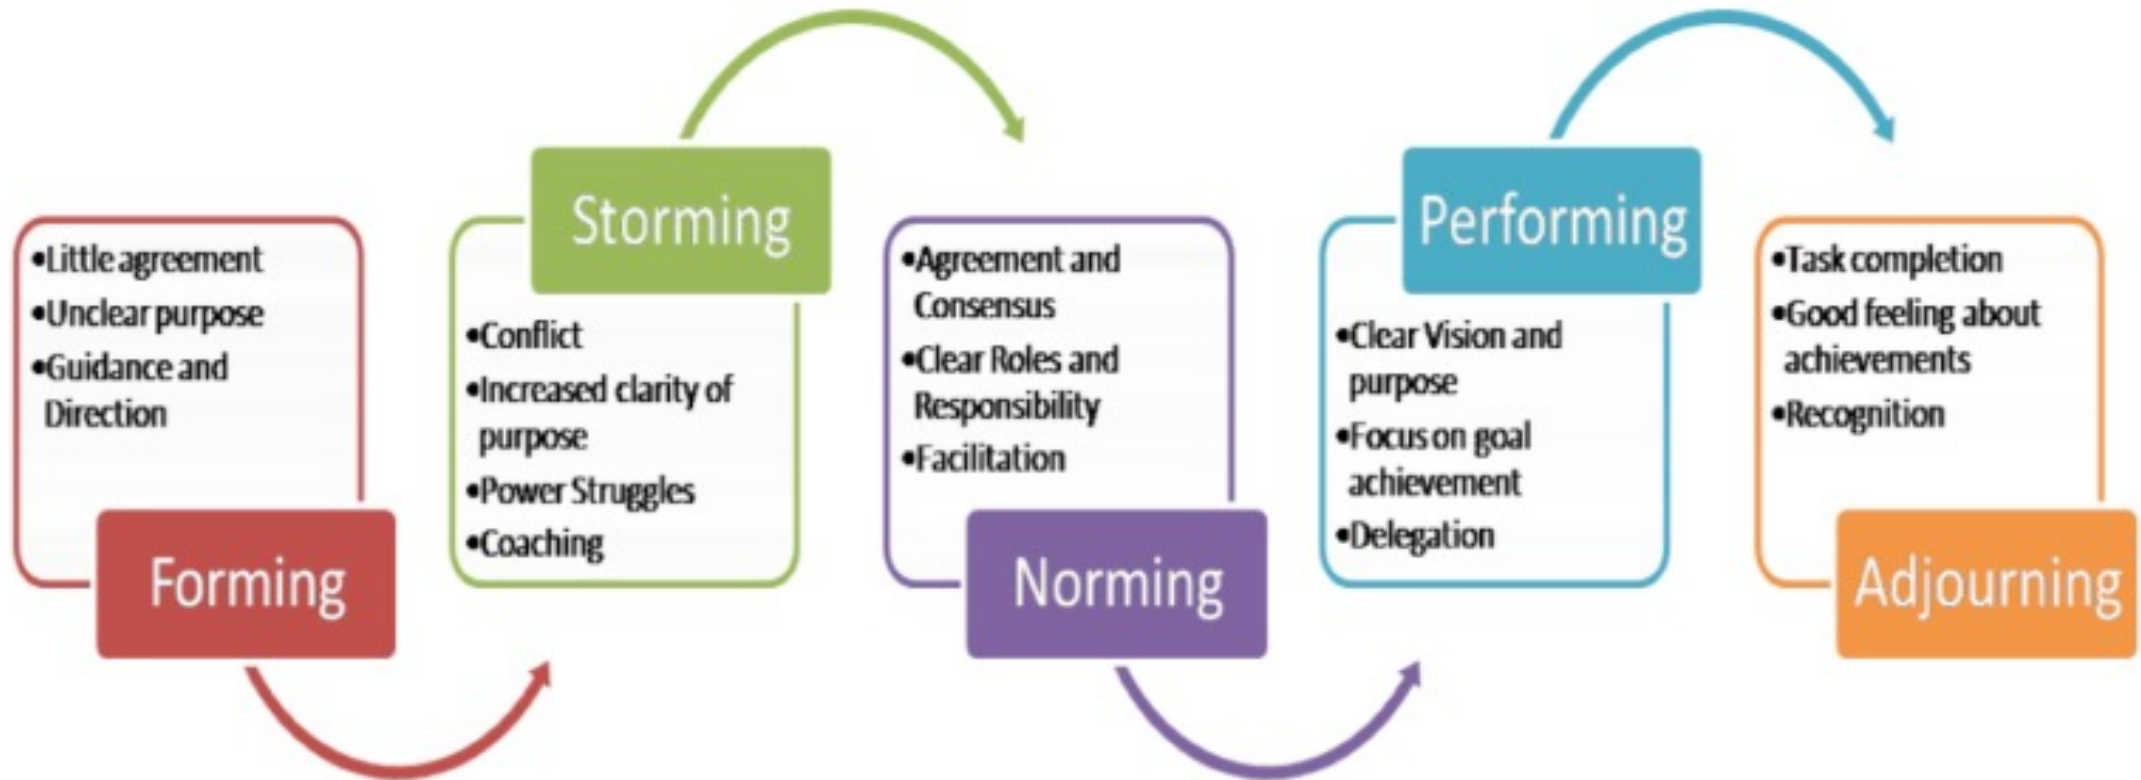 •Little agreement
•Unclear purpose
•Guidance and
Direction
Forming
Storming
•Conflict
•Increased clarity of
purpose
•Power Struggles
•Coaching
•Agreement and
Consensus
•Clear Roles and
Responsibility
•Facilitation
Norming
Performing
•Clear Vision and
purpose
•Focus on goal
achievement
•Delegation
•Task completion
•Good feeling about
achievements
•Recognition
Adjourning